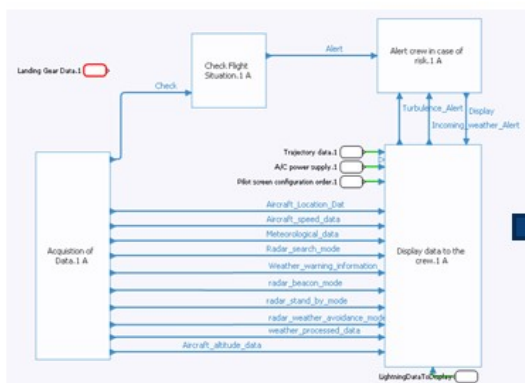 Landing Gear Data.1
Check Flight
Situation.1 A
Alert
Alert crew in case of
risk.1 A
Check
Turbulence_Alert
Display
Incoming_weather_Alert
Trajectory data.1
A/C power supply.1
Pilot screen configuration order.1
Acquistion of
Data.1 A
Aircraft_Location_Dat
Aircraft_speed_data
Meteorological_data
Radar_search_mode
Weather_warning_information
radar_beacon_mode
radar_stand_by_mode
radar_weather_avoidance_mode
weather_processed_data
Aircraft_altitude_data
Display data to the
crew.1 A